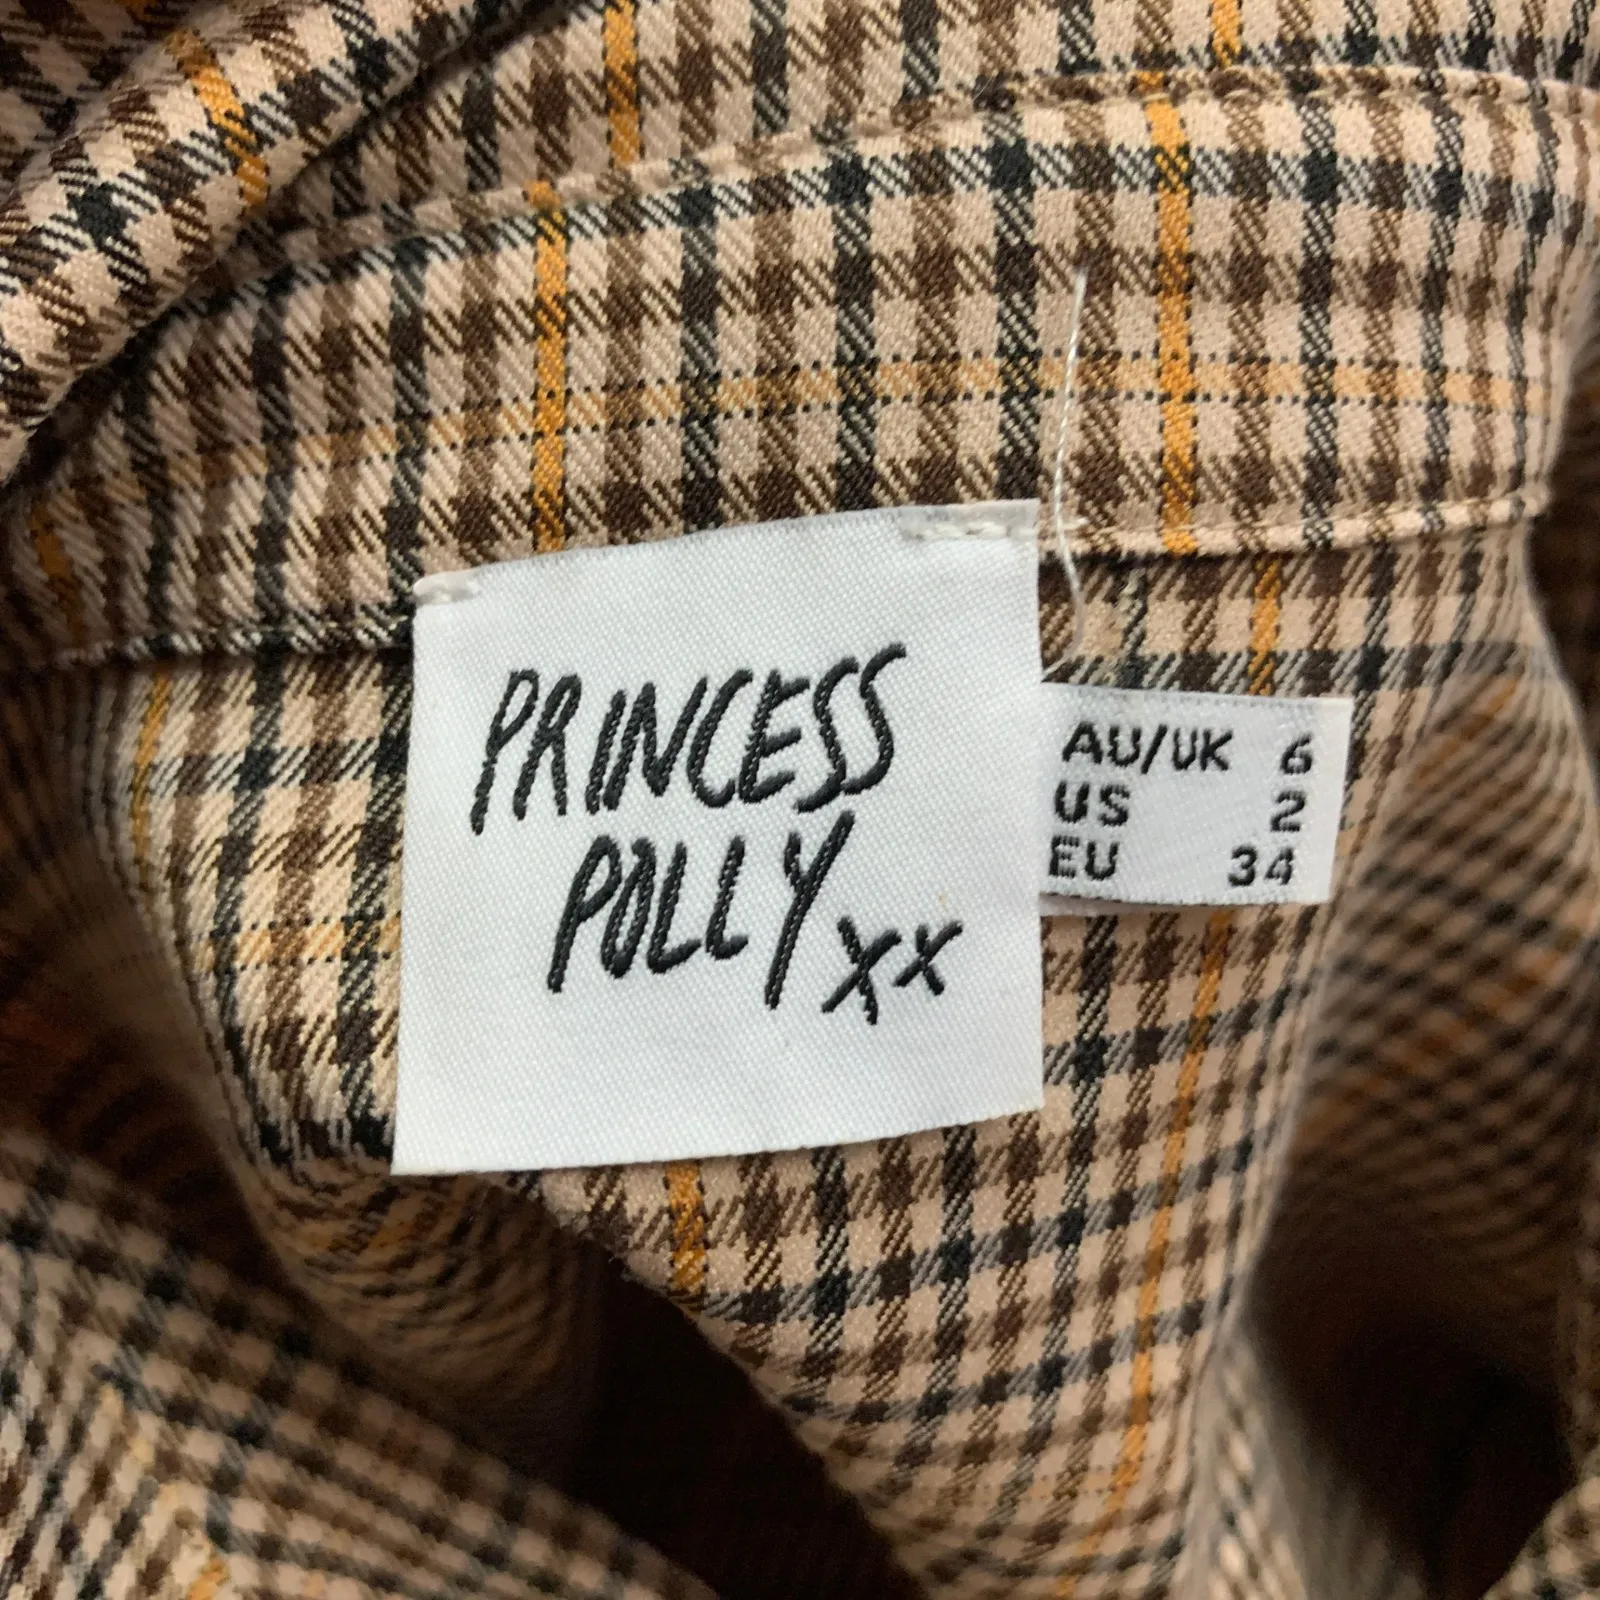 PRINCESS
POLLY xx
AU/UK 6
US 2
EU 34